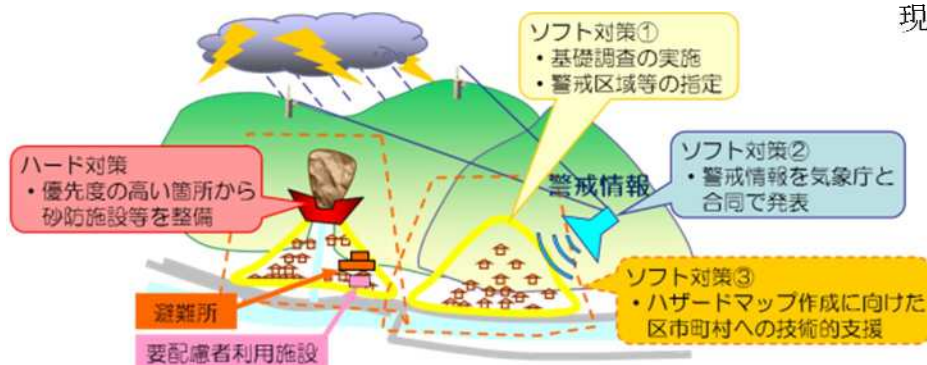 現
ソフト対策①
・基礎調査の実施
・警戒区域等の指定
ハード対策
・優先度の高い箇所から
砂防施設等を整備
警戒情報
ソフト対策②
・警戒情報を気象庁と
合同で発表
ソフト対策③
・ハザードマップ作成に向けた
区市町村への技術的支援
避難所
要配慮者利用施設